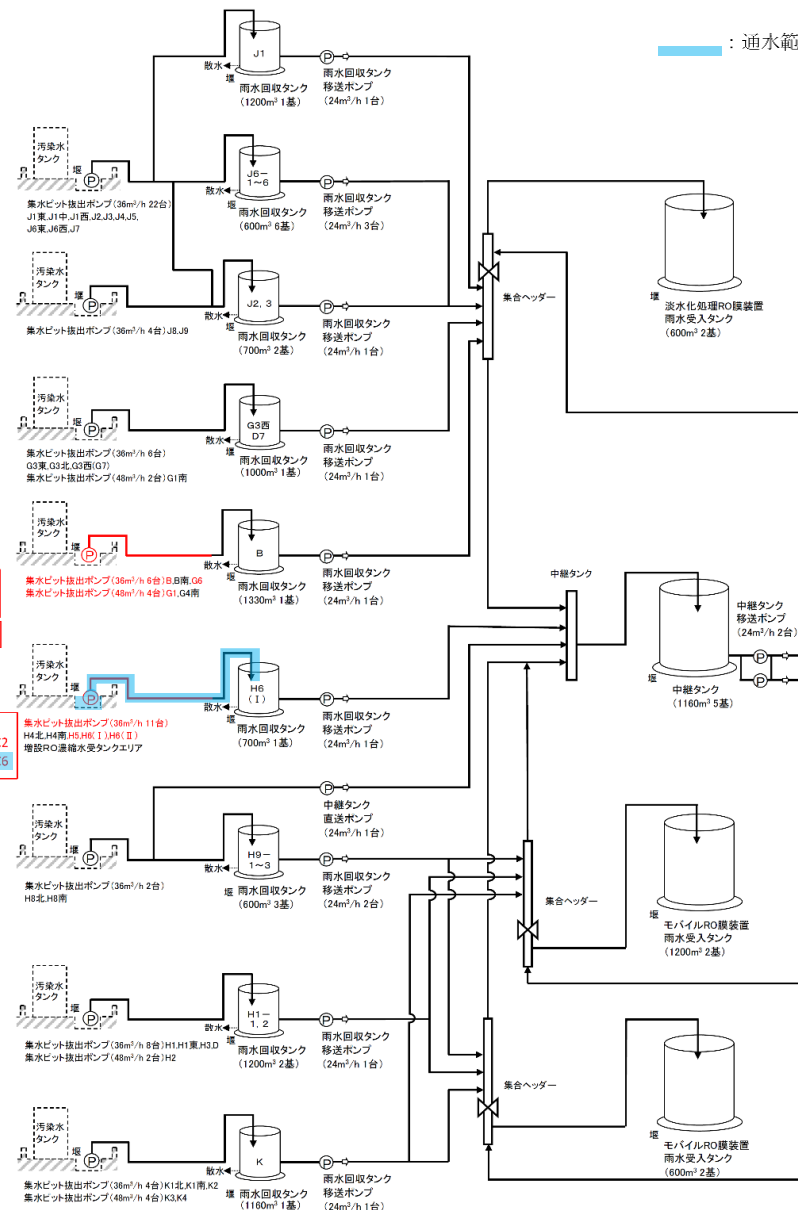 ：通水範
J1
散水
堰
雨水回収タンク
(1200m³ 1基)
P
雨水回収タンク
移送ポンプ
(24m³/h 1台)
汚染水
タンク
堰
P
集水ピット抜出ポンプ(36m³/h 22台)
J1東,J1中,J1西,J2,J3,J4,J5,
J6東,J6西,J7
J6－
1～6
散水
堰
雨水回収タンク
(600m³ 6基)
P
雨水回収タンク
移送ポンプ
(24m³/h 3台)
集合ヘッダー
堰
淡水化処理RO膜装置
雨水受入タンク
(600m³ 2基)
汚染水
タンク
堰
P
集水ピット抜出ポンプ(36m³/h 4台)J8,J9
J2, 3
散水
堰
雨水回収タンク
(700m³ 2基)
P
雨水回収タンク
移送ポンプ
(24m³/h 1台)
汚染水
タンク
堰
P
集水ピット抜出ポンプ(36m³/h 6台)
G3東,G3北,G3西(G7)
集水ピット抜出ポンプ(48m³/h 2台)G1南
G3西
D7
散水
堰
雨水回収タンク
(1000m³ 1基)
P
雨水回収タンク
移送ポンプ
(24m³/h 1台)
汚染水
タンク
堰
P
集水ピット抜出ポンプ(36m³/h 6台)B,B南,G6
集水ピット抜出ポンプ(48m³/h 4台)G1,G4南
B
散水
堰
雨水回収タンク
(1330m³ 1基)
P
雨水回収タンク
移送ポンプ
(24m³/h 1台)
中継タンク
中継タンク
移送ポンプ
(24m³/h 2台)
P
P
堰
中継タンク
(1160m³ 5基)
汚染水
タンク
堰
P
集水ピット抜出ポンプ(36m³/h 11台)
H4北,H4南,H5,H6(Ⅰ),H6(Ⅱ)
増設RO濃縮水受タンクエリア
H6
(Ⅰ)
散水
堰
雨水回収タンク
(700m³ 1基)
P
雨水回収タンク
移送ポンプ
(24m³/h 1台)
P
中継タンク
直送ポンプ
(24m³/h 1台)
汚染水
タンク
堰
P
集水ピット抜出ポンプ(36m³/h 2台)
H8北,H8南
H9－
1～3
散水
堰
雨水回収タンク
(600m³ 3基)
P
雨水回収タンク
移送ポンプ
(24m³/h 2台)
集合ヘッダー
堰
モバイルRO膜装置
雨水受入タンク
(1200m³ 2基)
汚染水
タンク
堰
P
集水ピット抜出ポンプ(36m³/h 8台)H1,H1東,H3,D
集水ピット抜出ポンプ(48m³/h 2台)H2
H1－
1, 2
散水
堰
雨水回収タンク
(1200m³ 2基)
P
雨水回収タンク
移送ポンプ
(24m³/h 1台)
集合ヘッダー
堰
モバイルRO膜装置
雨水受入タンク
(600m³ 2基)
汚染水
タンク
堰
P
集水ピット抜出ポンプ(36m³/h 4台)K1北,K1南,K2
集水ピット抜出ポンプ(48m³/h 4台)K3,K4
K
散水
堰
雨水回収タンク
(1160m³ 1基)
P
雨水回収タンク
移送ポンプ
(24m³/h 1台)